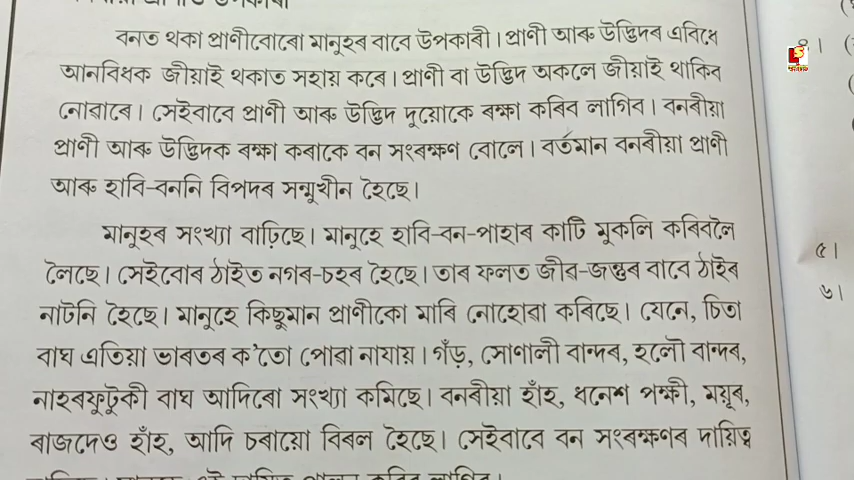 বনত থকা প্ৰাণীবোৰো মানুহৰ বাবে উপকাৰী। প্ৰাণী আৰু উদ্ভিদৰ এবিধে
আনবিধক জীয়াই থকাত সহায় কৰে। প্ৰাণী বা উদ্ভিদ অকলে জীয়াই থাকিব
নোৱাৰে। সেইবাবে প্ৰাণী আৰু উদ্ভিদ দুয়োকে ৰক্ষা কৰিব লাগিব। বনৰীয়া
প্ৰাণী আৰু উদ্ভিদক ৰক্ষা কৰাকে বন সংৰক্ষণ বোলে। বৰ্তমান বনৰীয়া প্ৰাণী
আৰু হাবি-বননি বিপদৰ সন্মুখীন হৈছে।
মানুহৰ সংখ্যা বাঢ়িছে। মানুহে হাবি-বন-পাহাৰ কাটি মুকলি কৰিবলৈ
লৈছে। সেইবোৰ ঠাইত নগৰ-চহৰ হৈছে। তাৰ ফলত জীৱ-জন্তুৰ বাবে ঠাইৰ
নাটনি হৈছে। মানুহে কিছুমান প্ৰাণীকো মাৰি নোহোৱা কৰিছে। যেনে, চিতা
বাঘ এতিয়া ভাৰতৰ ক'তো পোৱা নাযায়। গঁড়, সোণালী বান্দৰ, হলৌ বান্দৰ,
নাহৰফুটুকী বাঘ আদিৰো সংখ্যা কমিছে। বনৰীয়া হাঁহ, ধনেশ পক্ষী, ময়ূৰ,
ৰাজদেও হাঁহ, আদি চৰায়ো বিৰল হৈছে। সেইবাবে বন সংৰক্ষণৰ দায়িত্ব
৫।
৬।